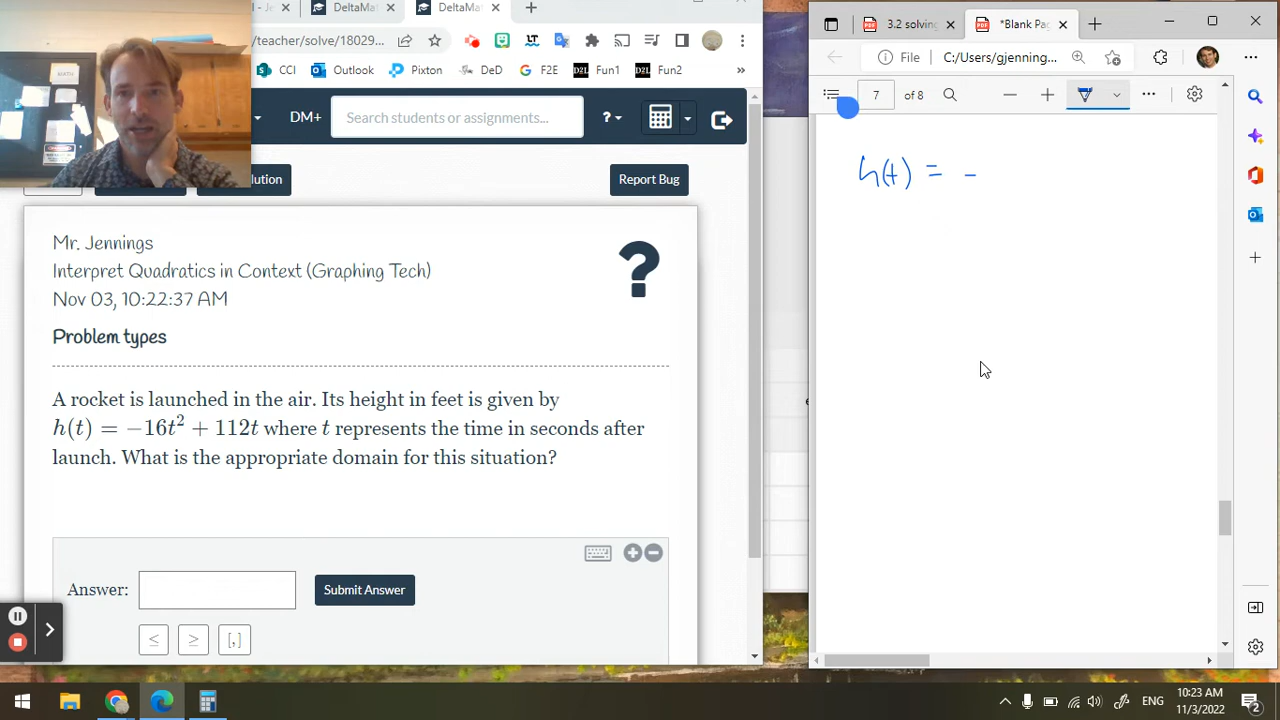 - J
DeltaMa
DeltaMa
/teacher/solve/18029
CCI
Outlook
Pixton
DeD
F2E
Fun1
Fun2
»
MATH
DM+
Search students or assignments...
?
lution
Report Bug
Mr. Jennings
Interpret Quadratics in Context (Graphing Tech)
Nov 03, 10:22:37 AM
?
Problem types
A rocket is launched in the air. Its height in feet is given by
h(t) = −16t² + 112t where t represents the time in seconds after
launch. What is the appropriate domain for this situation?
Answer:
Submit Answer
≤ ≥ [,]
3.2 solving
*Blank Pa
File
C:/Users/gjenning...
7 of 8
h(t) = -
ENG
10:23 AM
11/3/2022
2